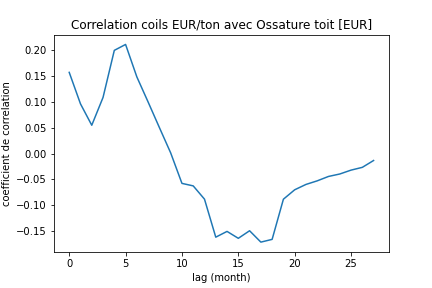 Correlation coils EUR/ton avec Ossature toit [EUR]
coefficient de correlation
0.20
0.15
0.10
0.05
0.00
−0.05
−0.10
−0.15
0 5 10 15 20 25
lag (month)